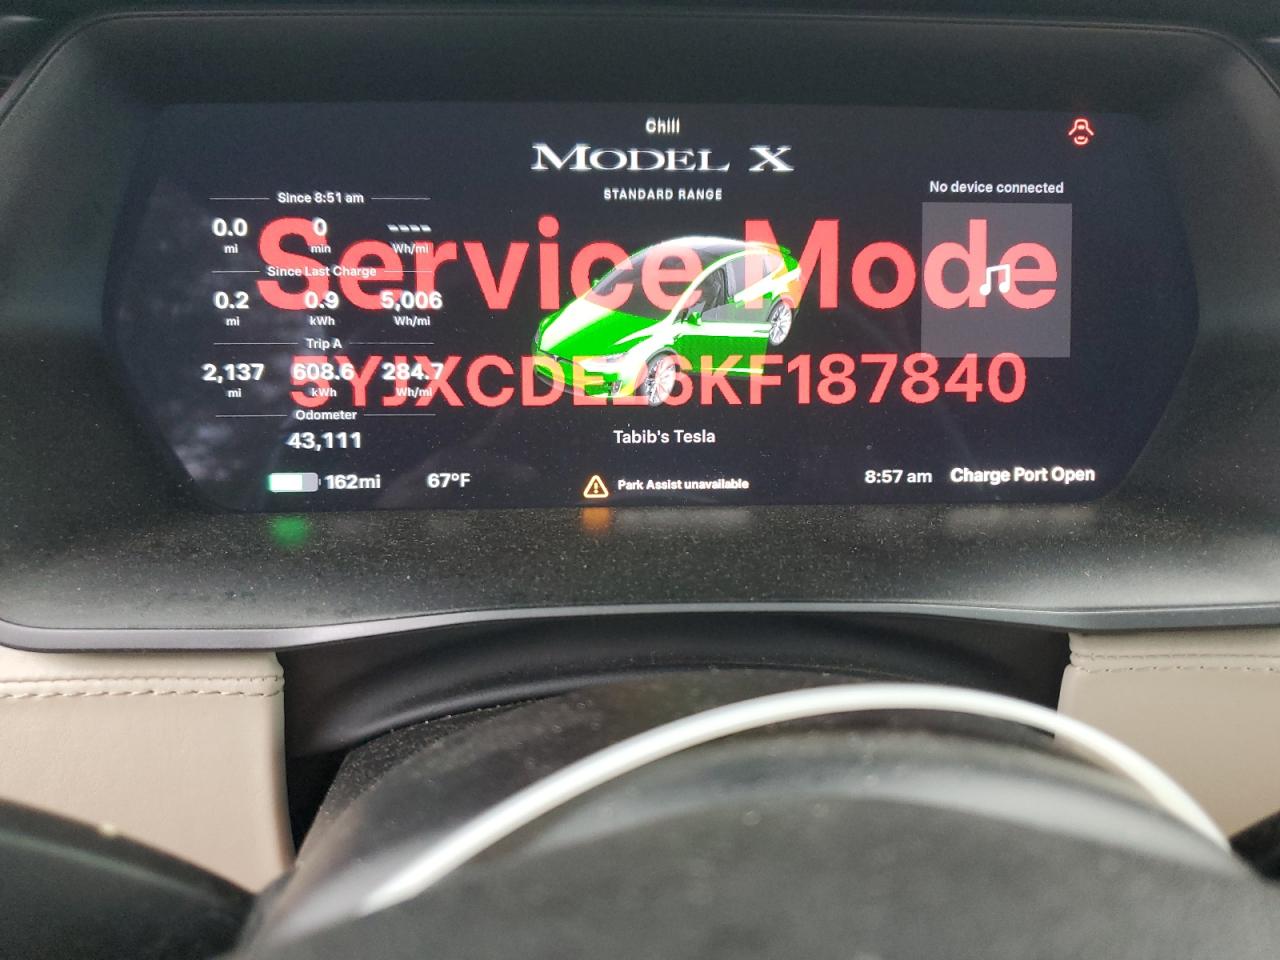 Chill
MODEL X
STANDARD RANGE
No device connected
Since 8:51 am
0.0 0 ----
mi min Wh/mi
Service Mode
Since Last Charge
0.2 0.9 5,006
mi kWh Wh/mi
Trip A
2,137 608.6 284.7
mi kWh Wh/mi
5YJXCDE26KF187840
Odometer
43,111
Tabib's Tesla
162mi 67°F
Park Assist unavailable
8:57 am Charge Port Open